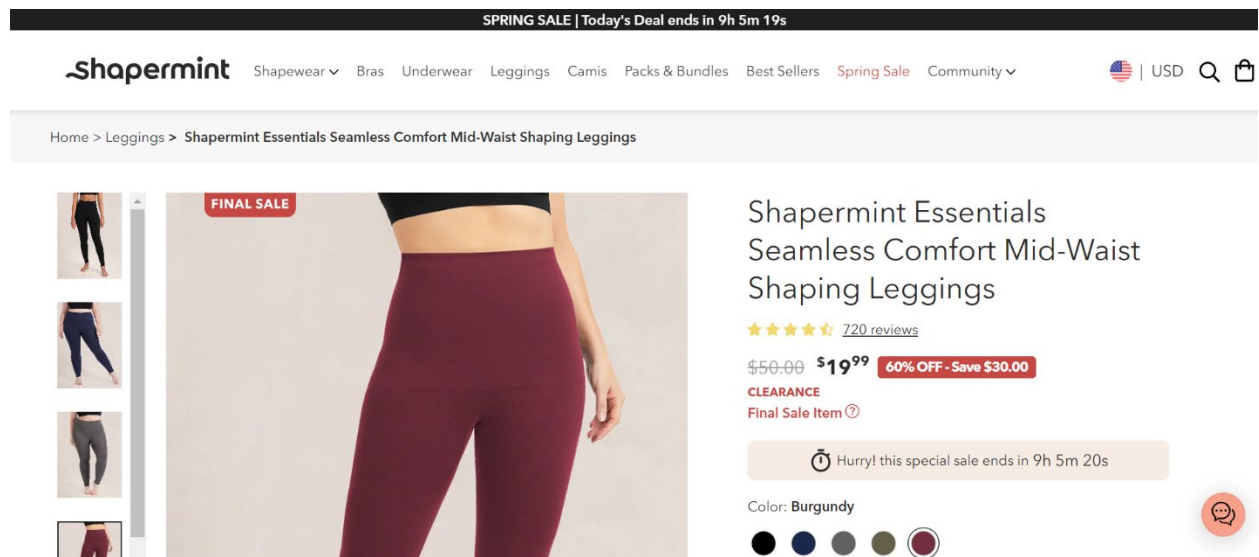 SPRING SALE | Today's Deal ends in 9h 5m 19s
shapermint Shapewear Bras Underwear Leggings Camis Packs & Bundles Best Sellers Spring Sale Community | USD
Home > Leggings > Shapermint Essentials Seamless Comfort Mid-Waist Shaping Leggings
FINAL SALE
Shapermint Essentials
Seamless Comfort Mid-Waist
Shaping Leggings
720 reviews
$50.00 $19.99 60% OFF - Save $30.00
CLEARANCE
Final Sale Item ?
Hurry! this special sale ends in 9h 5m 20s
Color: Burgundy